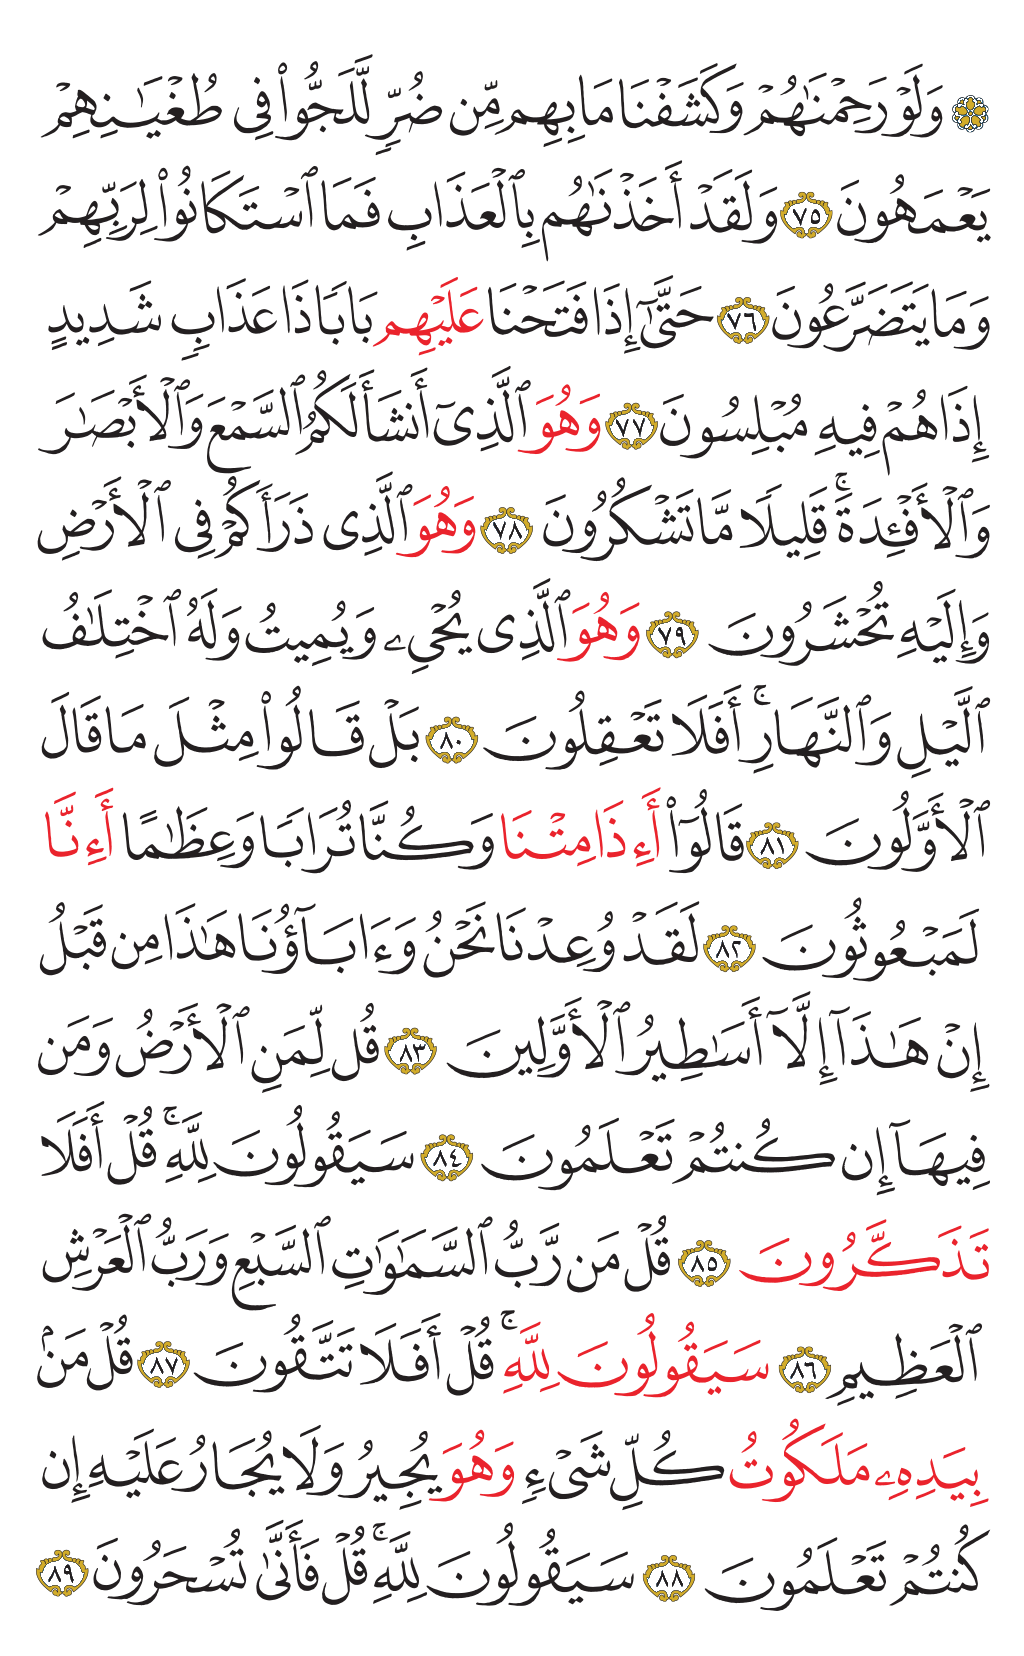 ۞ وَلَوْ رَحِمْنَٰهُمْ وَكَشَفْنَا مَا بِهِم مِّن ضُرٍّ لَّلَجُّوا۟ فِى طُغْيَٰنِهِمْ
يَعْمَهُونَ ٧٥ وَلَقَدْ أَخَذْنَٰهُم بِٱلْعَذَابِ فَمَا ٱسْتَكَانُوا۟ لِرَبِّهِمْ
وَمَا يَتَضَرَّعُونَ ٧٦ حَتَّىٰٓ إِذَا فَتَحْنَا عَلَيْهِم بَابًا ذَا عَذَابٍ شَدِيدٍ
إِذَا هُمْ فِيهِ مُبْلِسُونَ ٧٧ وَهُوَ ٱلَّذِىٓ أَنشَأَ لَكُمُ ٱلسَّمْعَ وَٱلْأَبْصَٰرَ
وَٱلْأَفْـِٔدَةَ ۚ قَلِيلًا مَّا تَشْكُرُونَ ٧٨ وَهُوَ ٱلَّذِى ذَرَأَكُمْ فِى ٱلْأَرْضِ
وَإِلَيْهِ تُحْشَرُونَ ٧٩ وَهُوَ ٱلَّذِى يُحْىِۦ وَيُمِيتُ وَلَهُ ٱخْتِلَٰفُ
ٱلَّيْلِ وَٱلنَّهَارِ ۚ أَفَلَا تَعْقِلُونَ ٨٠ بَلْ قَالُوا۟ مِثْلَ مَا قَالَ
ٱلْأَوَّلُونَ ٨١ قَالُوٓا۟ أَءِذَا مِتْنَا وَكُنَّا تُرَابًا وَعِظَٰمًا أَءِنَّا
لَمَبْعُوثُونَ ٨٢ لَقَدْ وُعِدْنَا نَحْنُ وَءَابَآؤُنَا هَٰذَا مِن قَبْلُ
إِنْ هَٰذَآ إِلَّآ أَسَٰطِيرُ ٱلْأَوَّلِينَ ٨٣ قُل لِّمَنِ ٱلْأَرْضُ وَمَن
فِيهَآ إِن كُنتُمْ تَعْلَمُونَ ٨٤ سَيَقُولُونَ لِلَّهِ ۚ قُلْ أَفَلَا
تَذَكَّرُونَ ٨٥ قُلْ مَن رَّبُّ ٱلسَّمَٰوَٰتِ ٱلسَّبْعِ وَرَبُّ ٱلْعَرْشِ
ٱلْعَظِيمِ ٨٦ سَيَقُولُونَ لِلَّهِ ۚ قُلْ أَفَلَا تَتَّقُونَ ٨٧ قُلْ مَنۢ
بِيَدِهِۦ مَلَكُوتُ كُلِّ شَىْءٍ وَهُوَ يُجِيرُ وَلَا يُجَارُ عَلَيْهِ إِن
كُنتُمْ تَعْلَمُونَ ٨٨ سَيَقُولُونَ لِلَّهِ ۚ قُلْ فَأَنَّىٰ تُسْحَرُونَ ٨٩